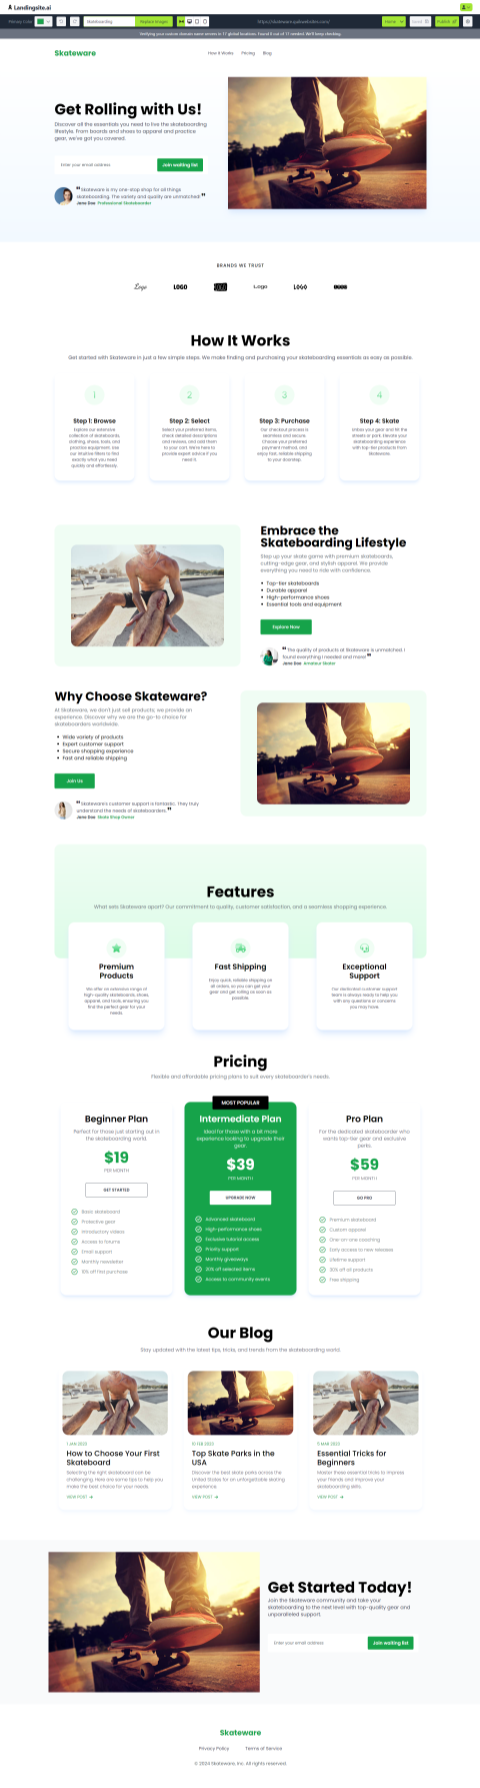 Landingsite.ai
Primary Color
Skateboarding
Replace Images
Home
Publish
Skateware
How It Works
Pricing
Blog
Get Rolling with Us!
Discover all the essentials you need to live the skateboarding
lifestyle. From boards and shoes to apparel and practice
gear, we've got you covered.
Enter your email address
Join waiting list
"Skateware is my one-stop shop for all things
skateboarding. The variety and quality are unmatched!"
Jane Doe Professional Skateboarder
BRANDS WE TRUST
Logo
LOGO
Logo
LOGO
How It Works
Get started with Skateware in just a few simple steps. We make finding and purchasing your skateboarding essentials as easy as possible.
1
2
3
4
Step 1: Browse
Explore our extensive
collection of skateboards,
clothing, shoes, tools, and
practice equipment. Use
our intuitive filters to find
exactly what you need
quickly and effortlessly.
Step 2: Select
Select your preferred items,
check detailed descriptions
and reviews, and add them
to your cart. We're here to
provide expert advice if you
need it.
Step 3: Purchase
Our checkout process is
seamless and secure.
Choose your preferred
payment method, and
enjoy fast, reliable shipping
to your doorstep.
Step 4: Skate
Unbox your gear and hit the
streets or park. Elevate your
skateboarding experience
with top-tier products from
Skateware.
Embrace the
Skateboarding Lifestyle
Step up your skate game with premium skateboards,
cutting-edge gear, and stylish apparel. We provide
everything you need to ride with confidence.
Top-tier skateboards
Durable apparel
High-performance shoes
Essential tools and equipment
Explore Now
"The quality of products at Skateware is unmatched. I
found everything I needed and more!"
Jane Doe Amateur Skater
Why Choose Skateware?
At Skateware, we don't just sell products; we provide an
experience. Discover why we are the go-to choice for
skateboarders worldwide.
Wide variety of products
Expert customer support
Secure shopping experience
Fast and reliable shipping
Join Us
"Skateware's customer support is fantastic. They truly
understand the needs of skateboarders."
Jane Doe Skate Shop Owner
Features
What sets Skateware apart? Our commitment to quality, customer satisfaction, and a seamless shopping experience.
Premium
Products
We offer an extensive range of
high-quality skateboards, shoes,
apparel, and tools, ensuring you
find the perfect gear for your
needs.
Fast Shipping
Enjoy quick, reliable shipping on
all orders, so you can get your
gear and get rolling as soon as
possible.
Exceptional
Support
Our dedicated customer support
team is always ready to help you
with any questions or concerns
you may have.
Pricing
Flexible and affordable pricing plans to suit every skateboarder's needs.
Beginner Plan
Perfect for those just starting out in
the skateboarding world.
$19
PER MONTH
GET STARTED
Basic skateboard
Protective gear
Introductory videos
Access to forums
Email support
Monthly newsletter
10% off first purchase
MOST POPULAR
Intermediate Plan
Ideal for those with a bit more
experience looking to upgrade their
gear.
$39
PER MONTH
UPGRADE NOW
Advanced skateboard
High-performance shoes
Exclusive tutorial access
Priority support
Monthly giveaways
20% off selected items
Access to community events
Pro Plan
For the dedicated skateboarder who
wants top-tier gear and exclusive
perks.
$59
PER MONTH
GO PRO
Premium skateboard
Custom apparel
One-on-one coaching
Early access to new releases
Lifetime support
30% off all products
Free shipping
Our Blog
Stay updated with the latest tips, tricks, and trends from the skateboarding world.
1 JAN 2023
How to Choose Your First
Skateboard
Selecting the right skateboard can be
challenging. Here are some tips to help you
make the best choice for your needs.
VIEW POST
10 FEB 2023
Top Skate Parks in the
USA
Discover the best skate parks across the
United States for an unforgettable skating
experience.
VIEW POST
5 MAR 2023
Essential Tricks for
Beginners
Master these essential tricks to impress
your friends and improve your
skateboarding skills.
VIEW POST
Get Started Today!
Join the Skateware community and take your
skateboarding to the next level with top-quality gear and
unparalleled support.
Enter your email address
Join waiting list
Skateware
Privacy Policy
Terms of Service
© 2024 Skateware, Inc. All rights reserved.